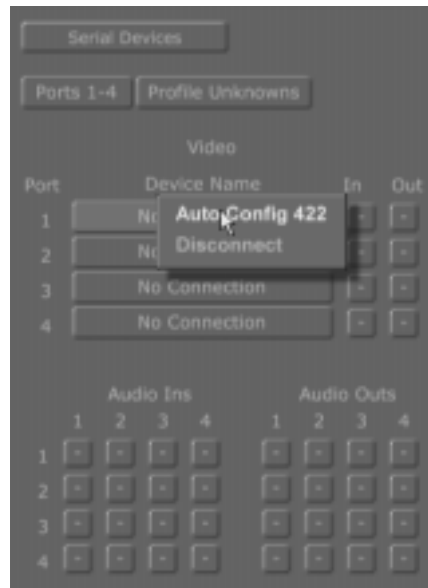 Serial Devices
Ports 1-4 Profile Unknowns
Video
Port Device Name In Out
1 Auto Config 422 - -
2 Disconnect - -
3 No Connection - -
4 No Connection - -
Audio Ins Audio Outs
1 2 3 4 1 2 3 4
1 - - - - - - - -
2 - - - - - - - -
3 - - - - - - - -
4 - - - - - - - -